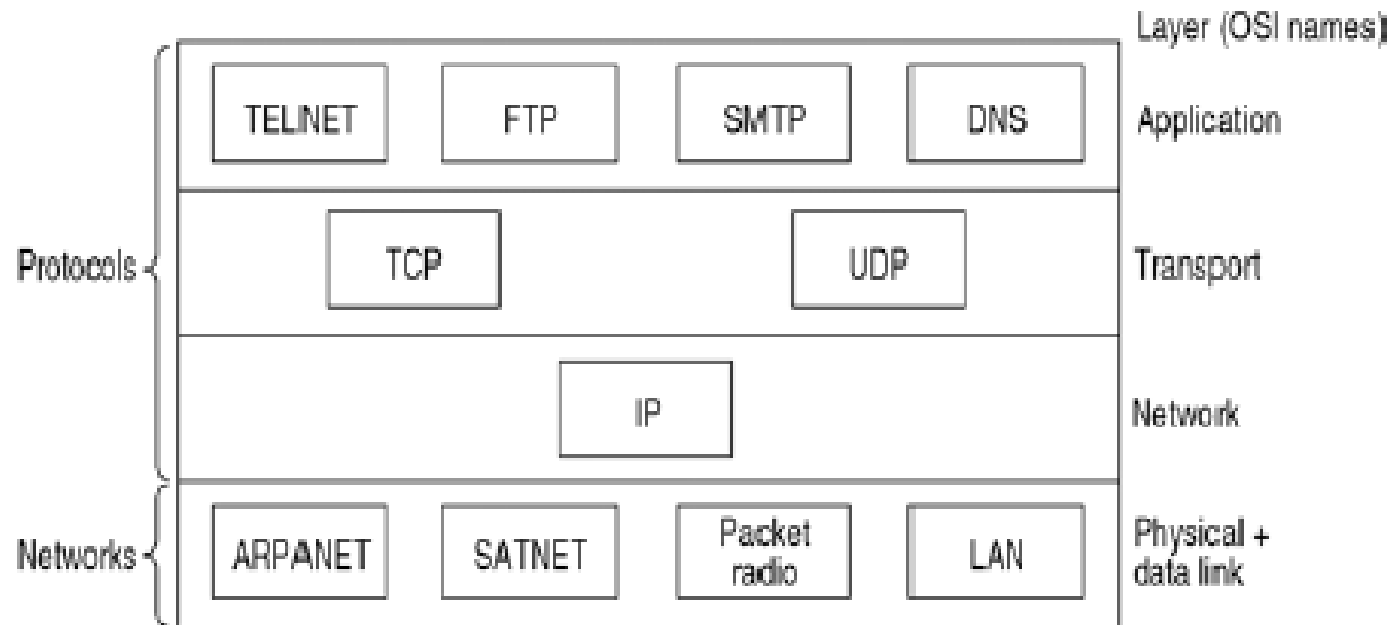 Layer (OSI names)
TELNET FTP SMTP DNS Application
Protocols TCP UDP Transport
IP Network
Networks ARPANET SATNET Packet radio LAN Physical + data link